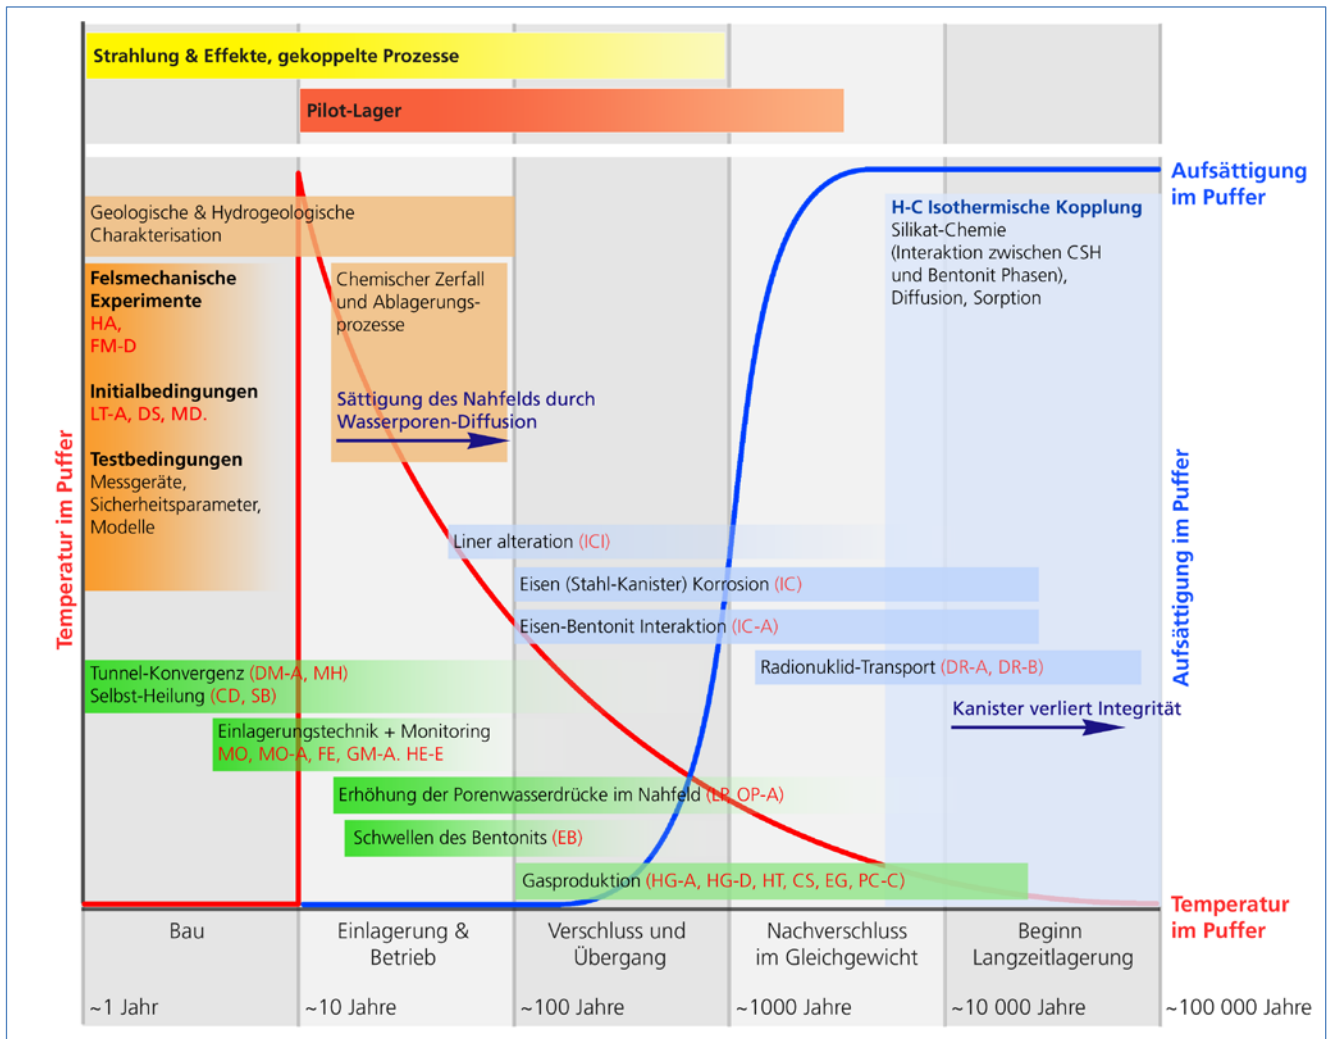 Strahlung & Effekte, gekoppelte Prozesse
Pilot-Lager
Aufsättigung
im Puffer
Geologische & Hydrogeologische
Charakterisation
H-C Isothermische Kopplung
Silikat-Chemie
(Interaktion zwischen CSH
und Bentonit Phasen),
Diffusion, Sorption
Felsmechanische
Experimente
HA,
FM-D
Initialbedingungen
LT-A, DS, MD.
Testbedingungen
Messgeräte,
Sicherheitsparameter,
Modelle
Chemischer Zerfall
und Ablagerungs-
prozesse
Sättigung des Nahfelds durch
Wasserporen-Diffusion
Temperatur im Puffer
Aufsättigung im Puffer
Liner alteration (ICI)
Eisen (Stahl-Kanister) Korrosion (IC)
Eisen-Bentonit Interaktion (IC-A)
Radionuklid-Transport (DR-A, DR-B)
Kanister verliert Integrität
Tunnel-Konvergenz (DM-A, MH)
Selbst-Heilung (CD, SB)
Einlagerungstechnik + Monitoring
MO, MO-A, FE, GM-A. HE-E
Erhöhung der Porenwasserdrücke im Nahfeld (LP, OP-A)
Schwellen des Bentonits (EB)
Gasproduktion (HG-A, HG-D, HT, CS, EG, PC-C)
Temperatur
im Puffer
Bau
Einlagerung &
Betrieb
Verschluss und
Übergang
Nachverschluss
im Gleichgewicht
Beginn
Langzeitlagerung
~1 Jahr
~10 Jahre
~100 Jahre
~1000 Jahre
~10 000 Jahre
~100 000 Jahre